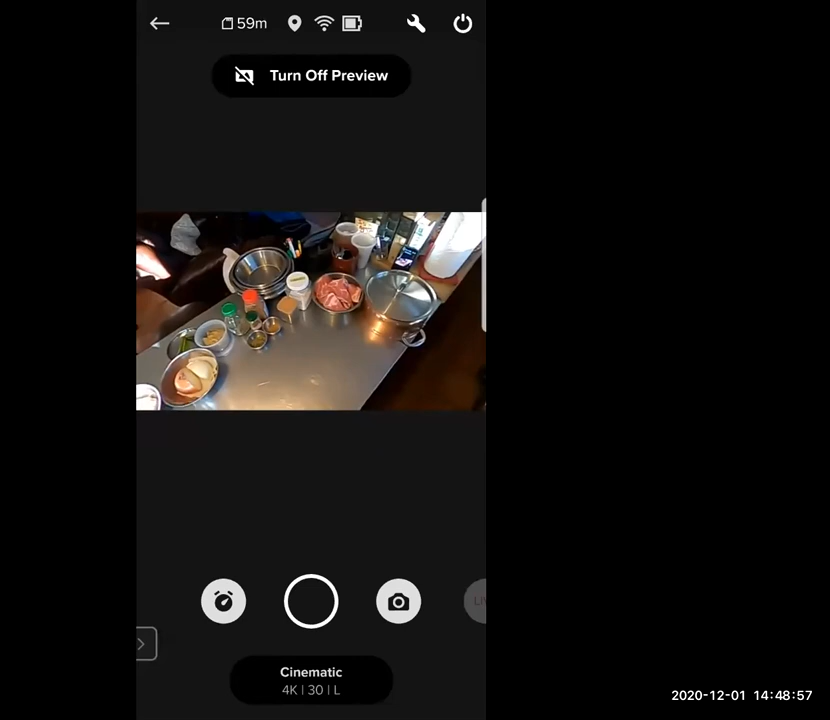 59m
Turn Off Preview
Cinematic
4K | 30 | L
2020-12-01 14:48:57